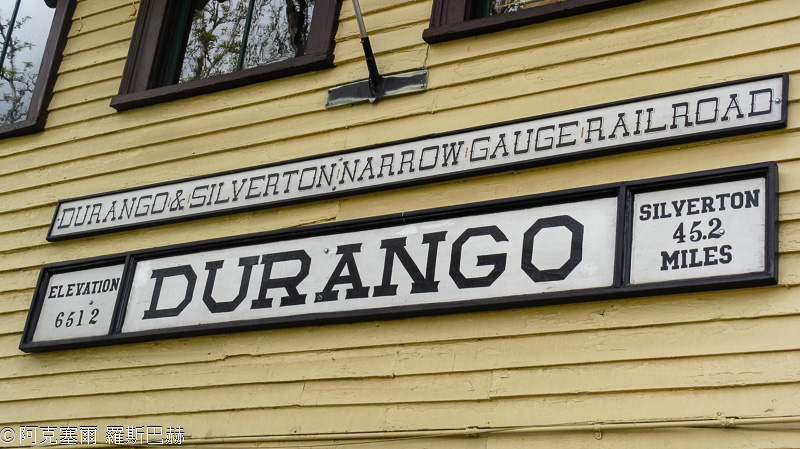 DURANGO & SILVERTON NARROW GAUGE RAILROAD
ELEVATION
6512
DURANGO
SILVERTON
45.2
MILES
© 阿克塞爾 羅斯巴赫